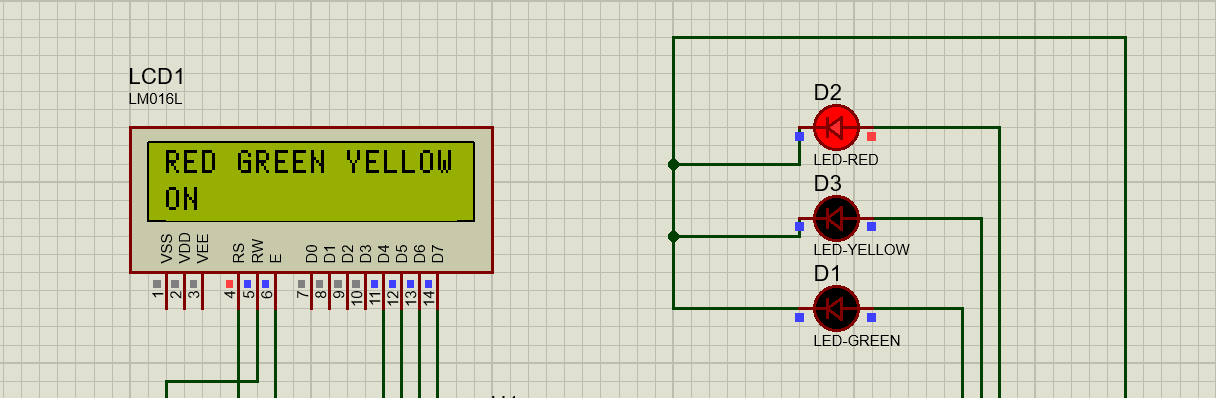 LCD1
LM016L
RED GREEN YELLOW
ON
VSS VDD VEE RS RW E D0 D1 D2 D3 D4 D5 D6 D7
1 2 3 4 5 6 7 8 9 10 11 12 13 14
D2
LED-RED
D3
LED-YELLOW
D1
LED-GREEN